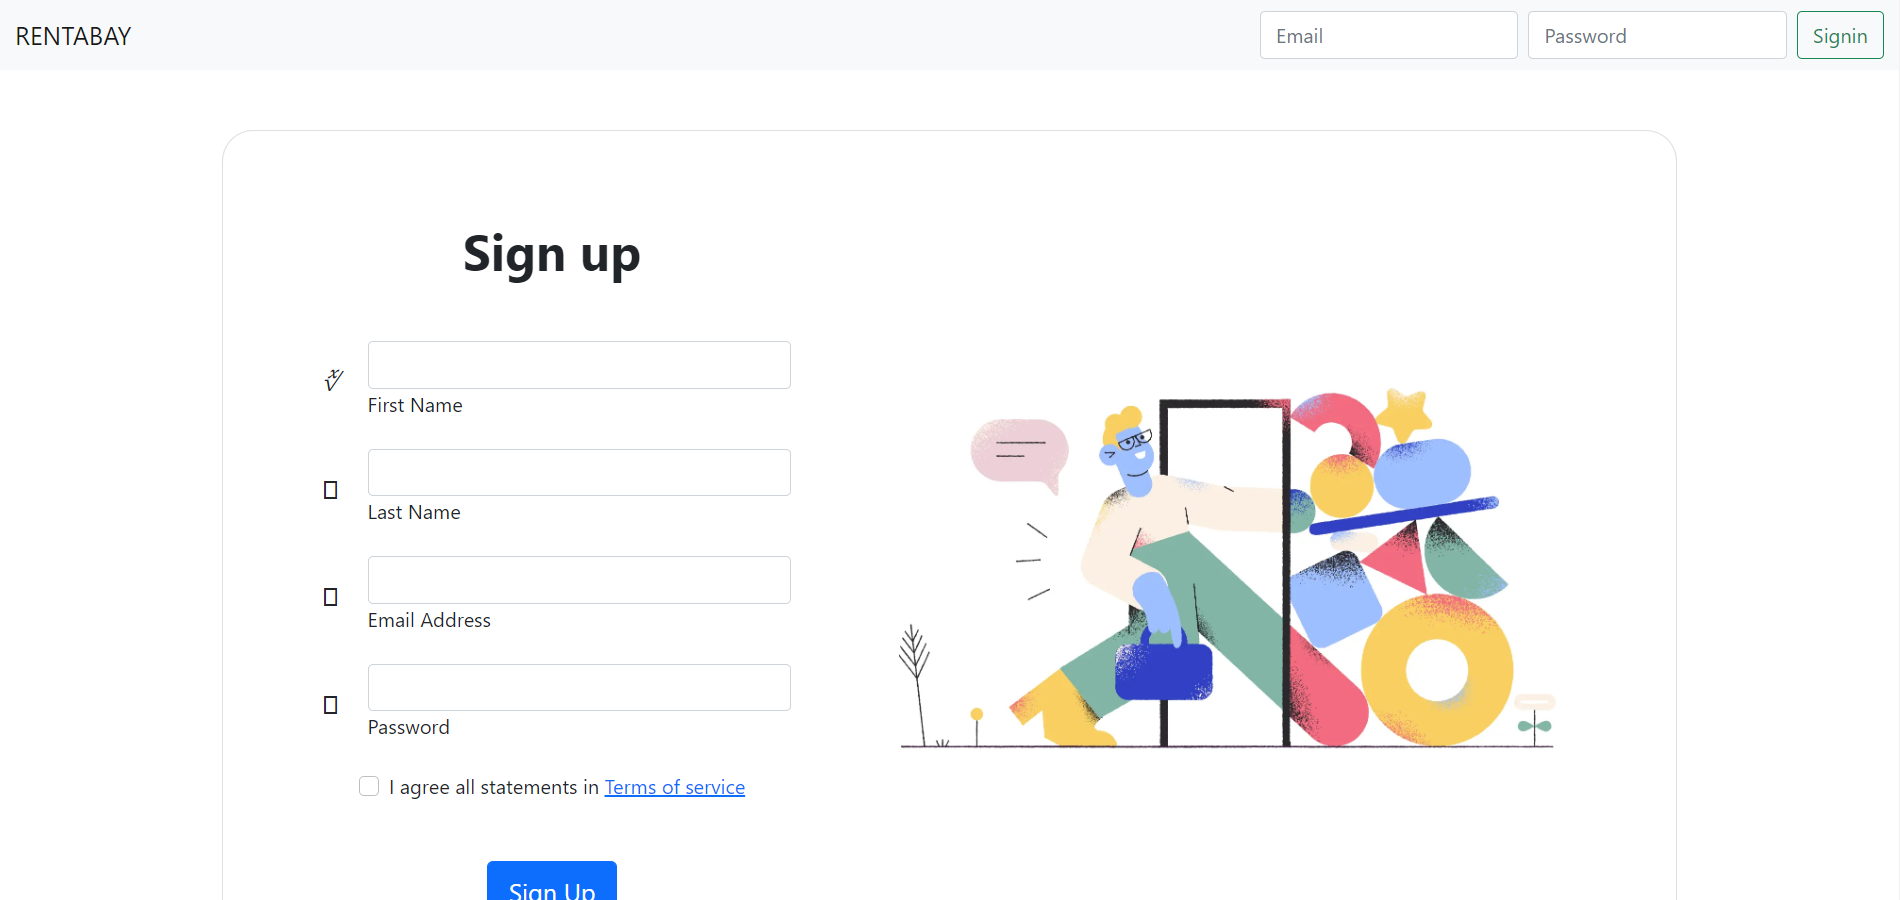 RENTABAY
Email
Password
Signin
Sign up
First Name
Last Name
Email Address
Password
I agree all statements in Terms of service
Sign Up